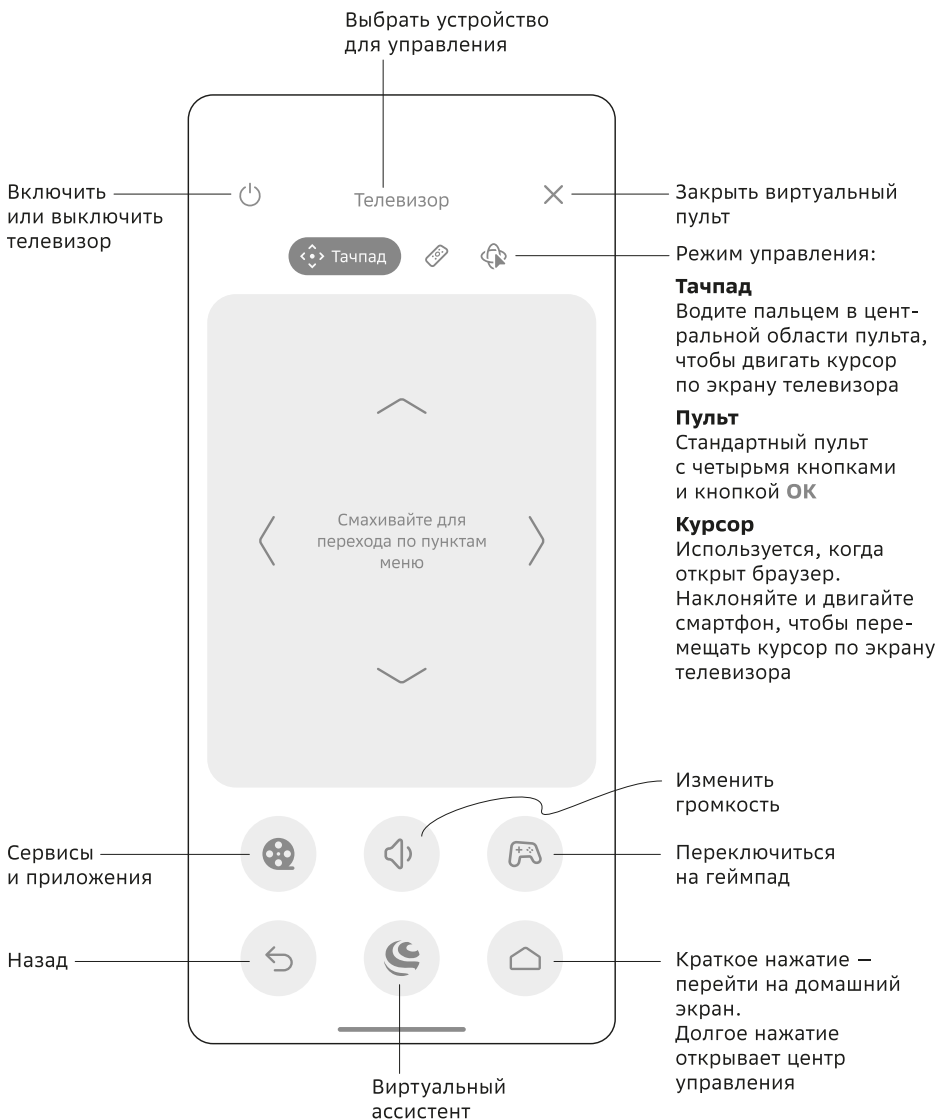 Выбрать устройство
для управления
Включить
или выключить
телевизор
Телевизор
Закрыть виртуальный
пульт
Тачпад
Режим управления:
Тачпад
Водите пальцем в цент-
ральной области пульта,
чтобы двигать курсор
по экрану телевизора
Пульт
Стандартный пульт
с четырьмя кнопками
и кнопкой ОК
Курсор
Используется, когда
открыт браузер.
Наклоняйте и двигайте
смартфон, чтобы пере-
мещать курсор по экрану
телевизора
Смахивайте для
перехода по пунктам
меню
Изменить
громкость
Сервисы
и приложения
Переключиться
на геймпад
Назад
Краткое нажатие —
перейти на домашний
экран.
Долгое нажатие
открывает центр
управления
Виртуальный
ассистент